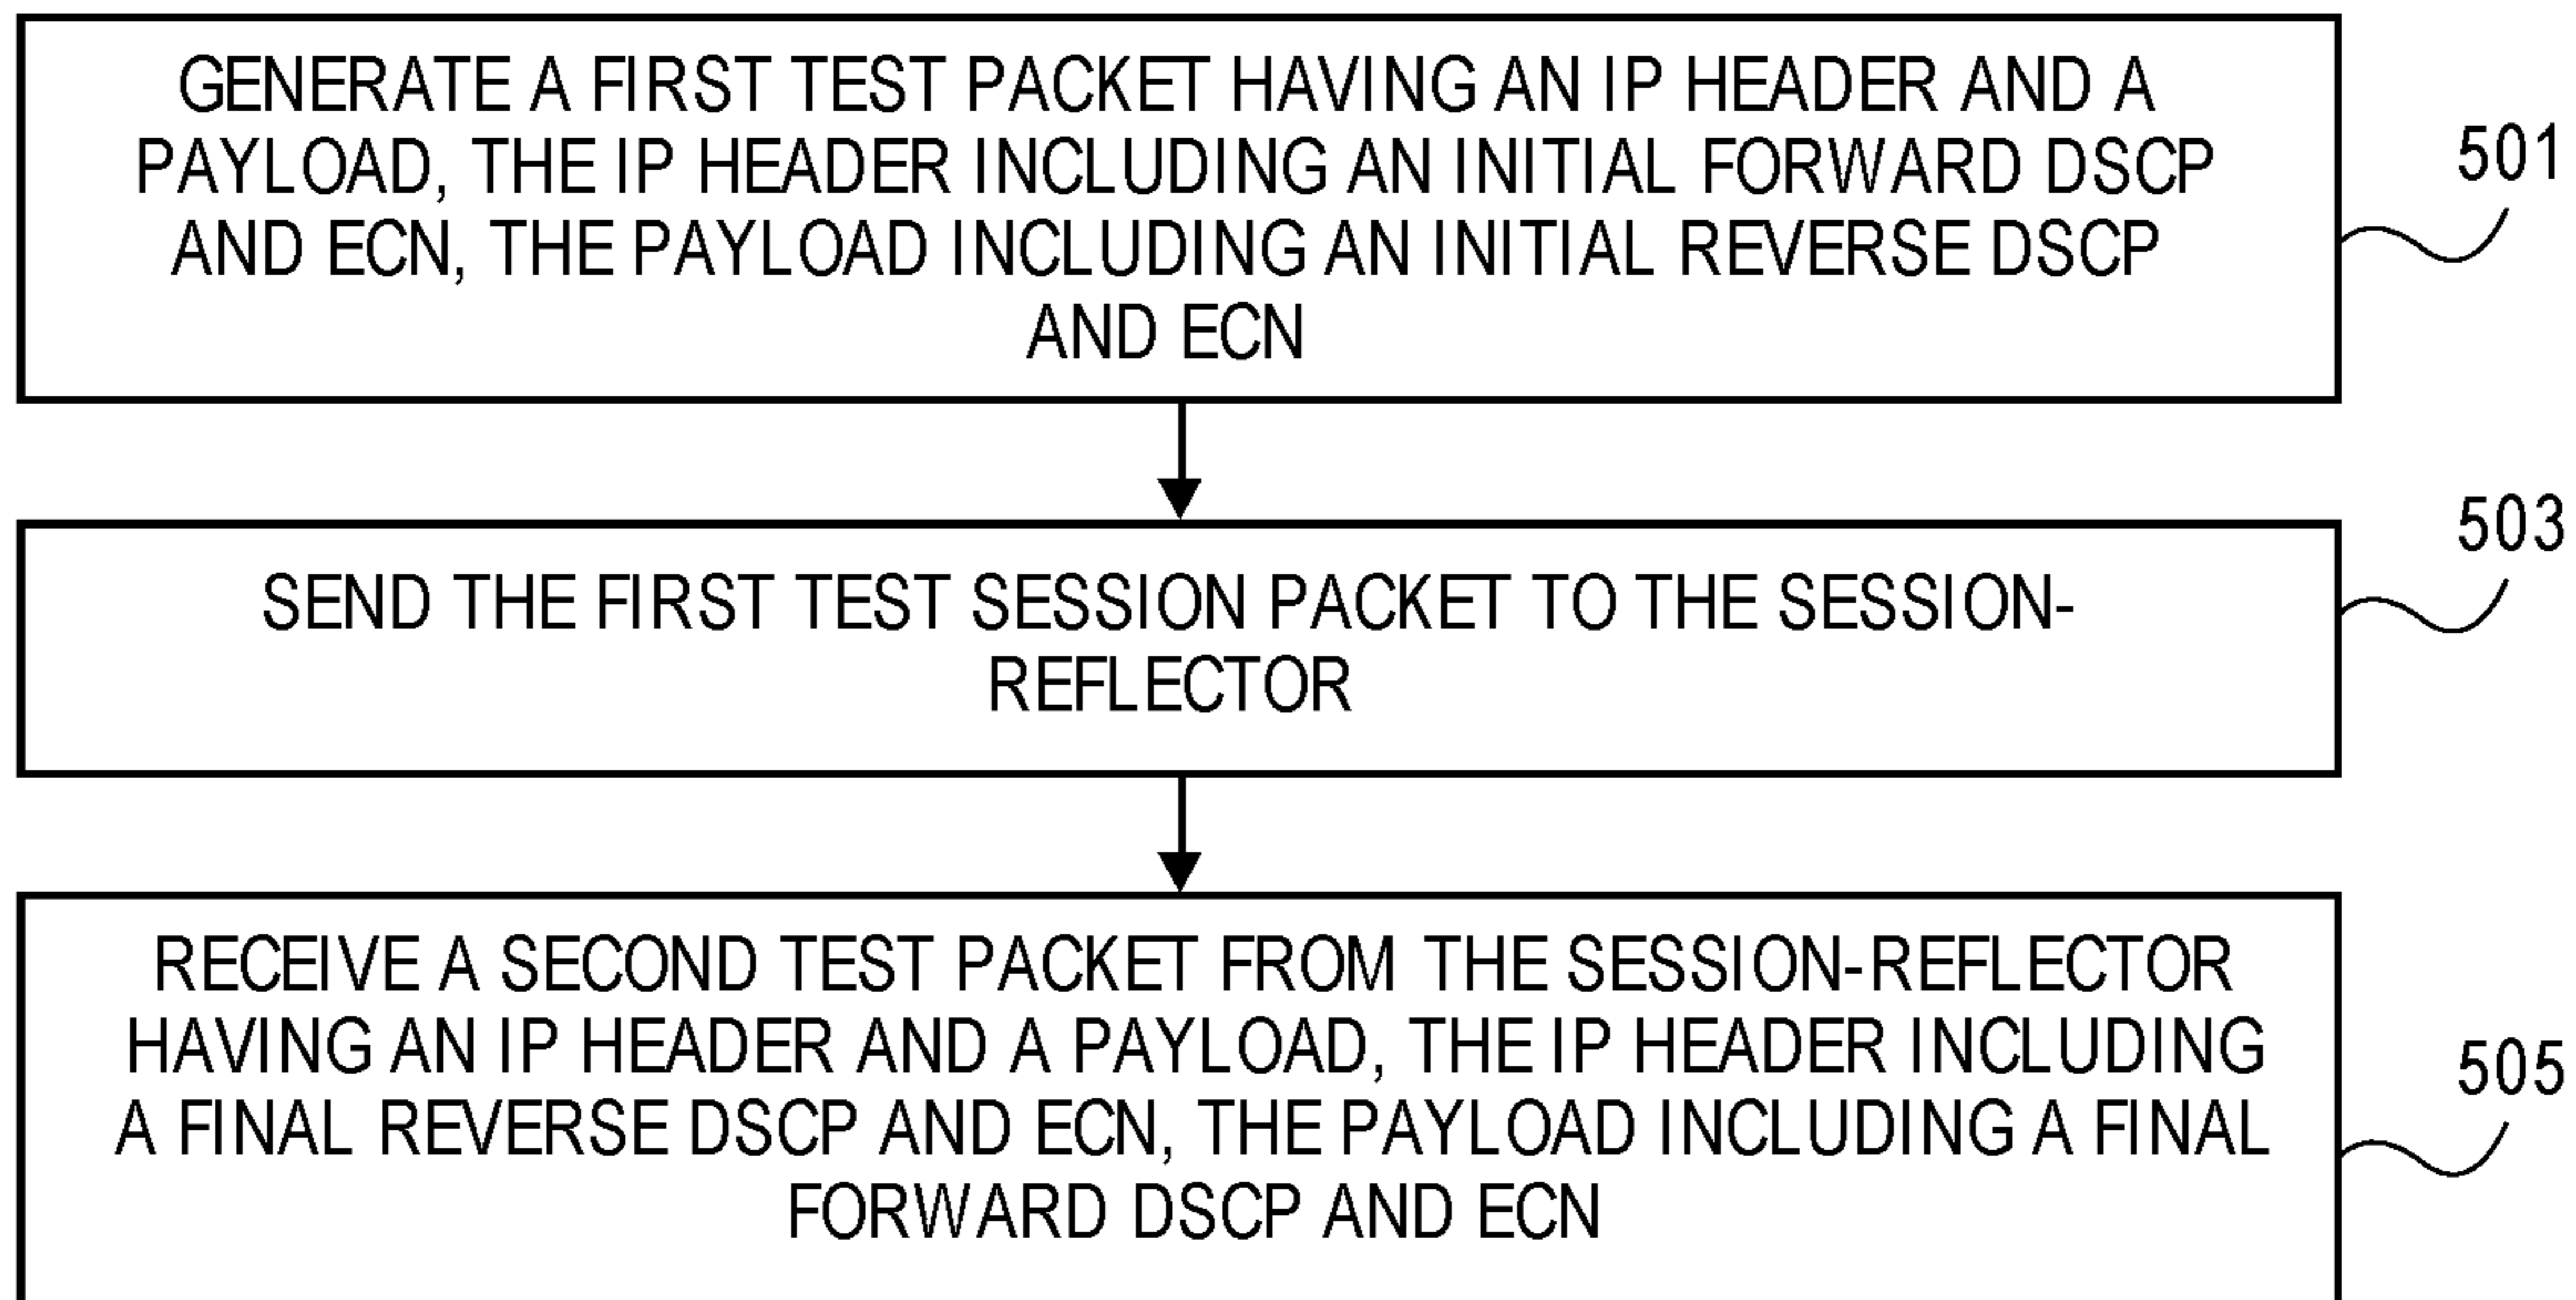 GENERATE A FIRST TEST PACKET HAVING AN IP HEADER AND A
PAYLOAD, THE IP HEADER INCLUDING AN INITIAL FORWARD DSCP
AND ECN, THE PAYLOAD INCLUDING AN INITIAL REVERSE DSCP
AND ECN
501
SEND THE FIRST TEST SESSION PACKET TO THE SESSION-
REFLECTOR
503
RECEIVE A SECOND TEST PACKET FROM THE SESSION-REFLECTOR
HAVING AN IP HEADER AND A PAYLOAD, THE IP HEADER INCLUDING
A FINAL REVERSE DSCP AND ECN, THE PAYLOAD INCLUDING A FINAL
FORWARD DSCP AND ECN
505